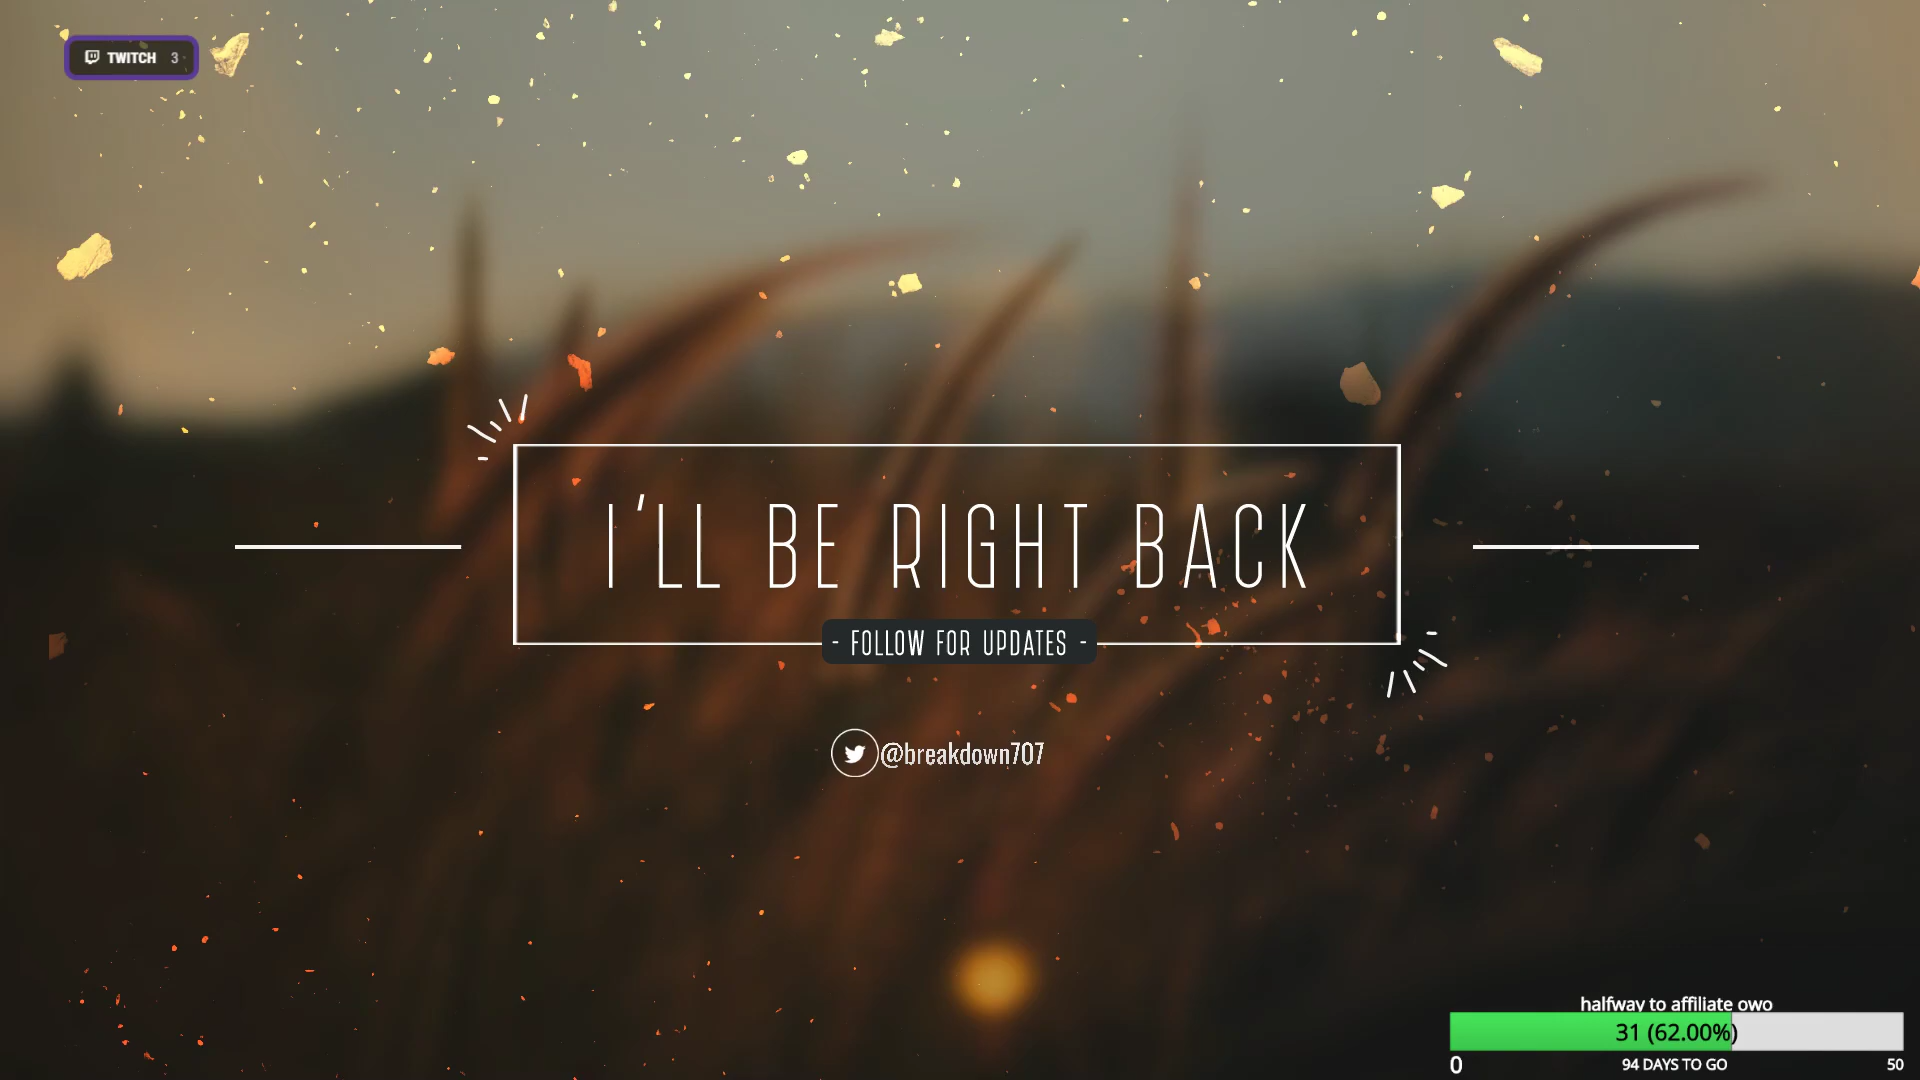 TWITCH 3
I'LL BE RIGHT BACK
- FOLLOW FOR UPDATES -
@breakdown707
halfway to affiliate owo
31 (62.00%)
0 94 DAYS TO GO 50